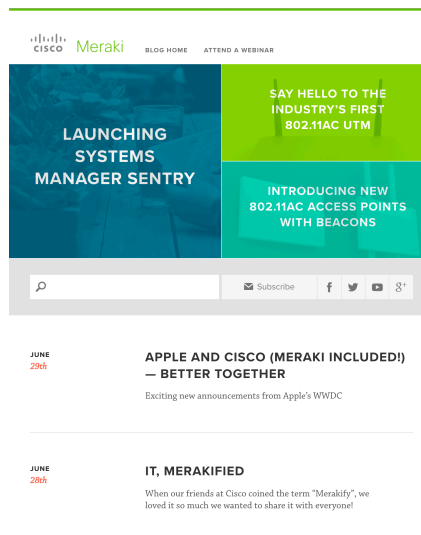 CISCO Meraki
BLOG HOME ATTEND A WEBINAR
LAUNCHING
SYSTEMS
MANAGER SENTRY
SAY HELLO TO THE
INDUSTRY'S FIRST
802.11AC UTM
INTRODUCING NEW
802.11AC ACCESS POINTS
WITH BEACONS
Subscribe
JUNE
29th
APPLE AND CISCO (MERAKI INCLUDED!)
— BETTER TOGETHER
Exciting new announcements from Apple's WWDC
JUNE
28th
IT, MERAKIFIED
When our friends at Cisco coined the term “Merakify”, we
loved it so much we wanted to share it with everyone!